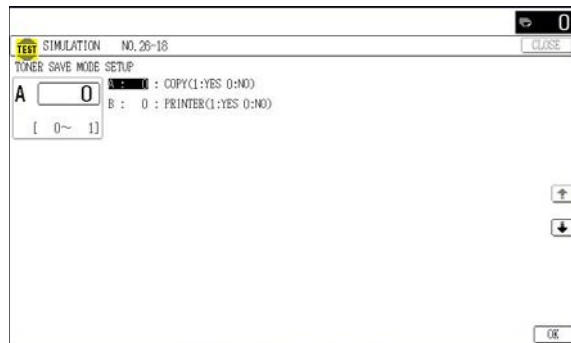 0
TEST SIMULATION NO. 26-18
CLOSE
TONER SAVE MODE SETUP
A 0
[ 0~ 1]
A : 0 : COPY(1:YES 0:NO)
B : 0 : PRINTER(1:YES 0:NO)
OK